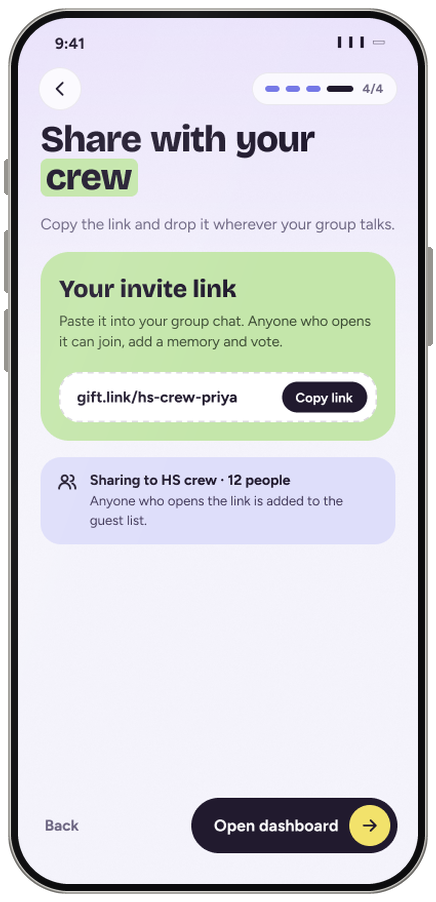 9:41
4/4
Share with your
crew
Copy the link and drop it wherever your group talks.
Your invite link
Paste it into your group chat. Anyone who opens
it can join, add a memory and vote.
gift.link/hs-crew-priya
Copy link
Sharing to HS crew · 12 people
Anyone who opens the link is added to the
guest list.
Back
Open dashboard